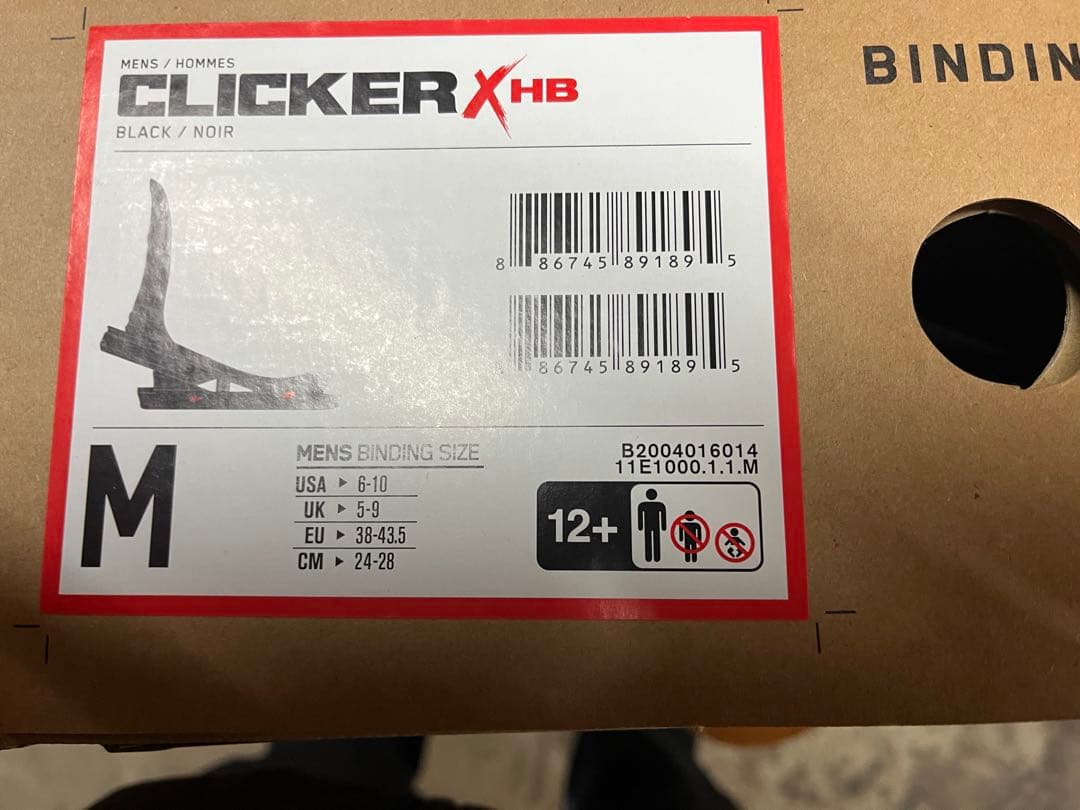 MENS / HOMMES
CLICKER X HB
BLACK / NOIR
BINDIN
8 86745 89189 5
86745 89189 5
M
MENS BINDING SIZE
USA ► 6-10
UK ► 5-9
EU ► 38-43.5
CM ► 24-28
B2004016014
11E1000.1.1.M
12+